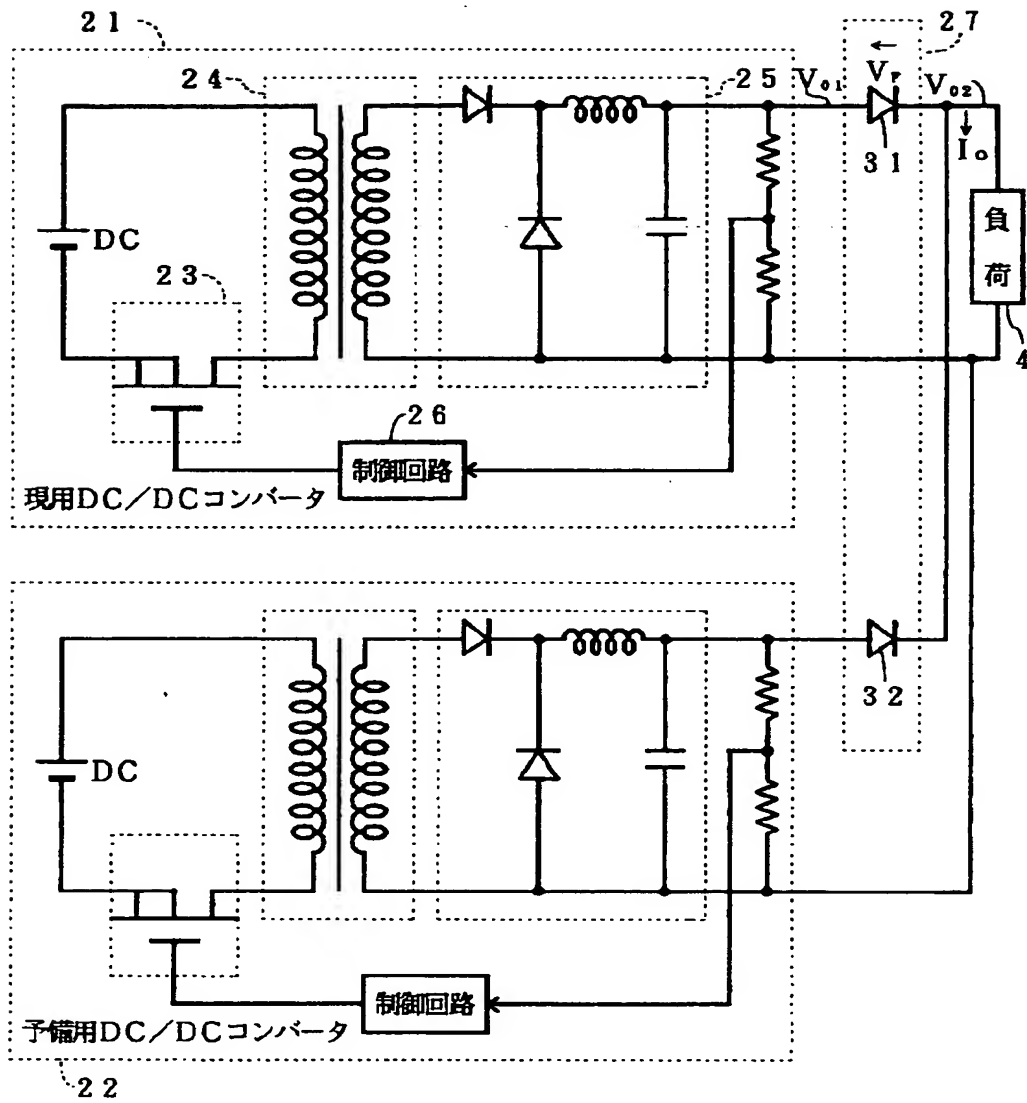 21
27
24
25
V01
VF
V02
Io
31
DC
23
負荷
4
26
制御回路
現用DC/DCコンバータ
32
DC
制御回路
予備用DC/DCコンバータ
22